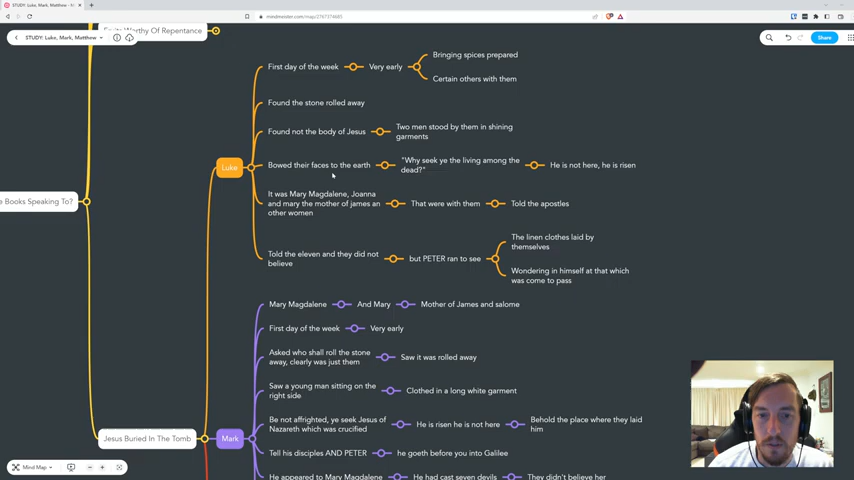 STUDY: Luke, Mark, Matthew
mindmeister.com/map/2767374685
STUDY: Luke, Mark, Matthew
Share
Fruits Worthy Of Repentance
e Books Speaking To?
Jesus Buried In The Tomb
Luke
First day of the week
Very early
Bringing spices prepared
Certain others with them
Found the stone rolled away
Found not the body of Jesus
Two men stood by them in shining
garments
Bowed their faces to the earth
"Why seek ye the living among the
dead?"
He is not here, he is risen
It was Mary Magdalene, Joanna
and mary the mother of james an
other women
That were with them
Told the apostles
Told the eleven and they did not
believe
but PETER ran to see
The linen clothes laid by
themselves
Wondering in himself at that which
was come to pass
Mark
Mary Magdalene
And Mary
Mother of James and salome
First day of the week
Very early
Asked who shall roll the stone
away, clearly was just them
Saw it was rolled away
Saw a young man sitting on the
right side
Clothed in a long white garment
Be not affrighted, ye seek Jesus of
Nazareth which was crucified
He is risen he is not here
Behold the place where they laid
him
Tell his disciples AND PETER
he goeth before you into Galilee
He appeared to Mary Magdalene
He had cast seven devils
They didn't believe her
Mind Map